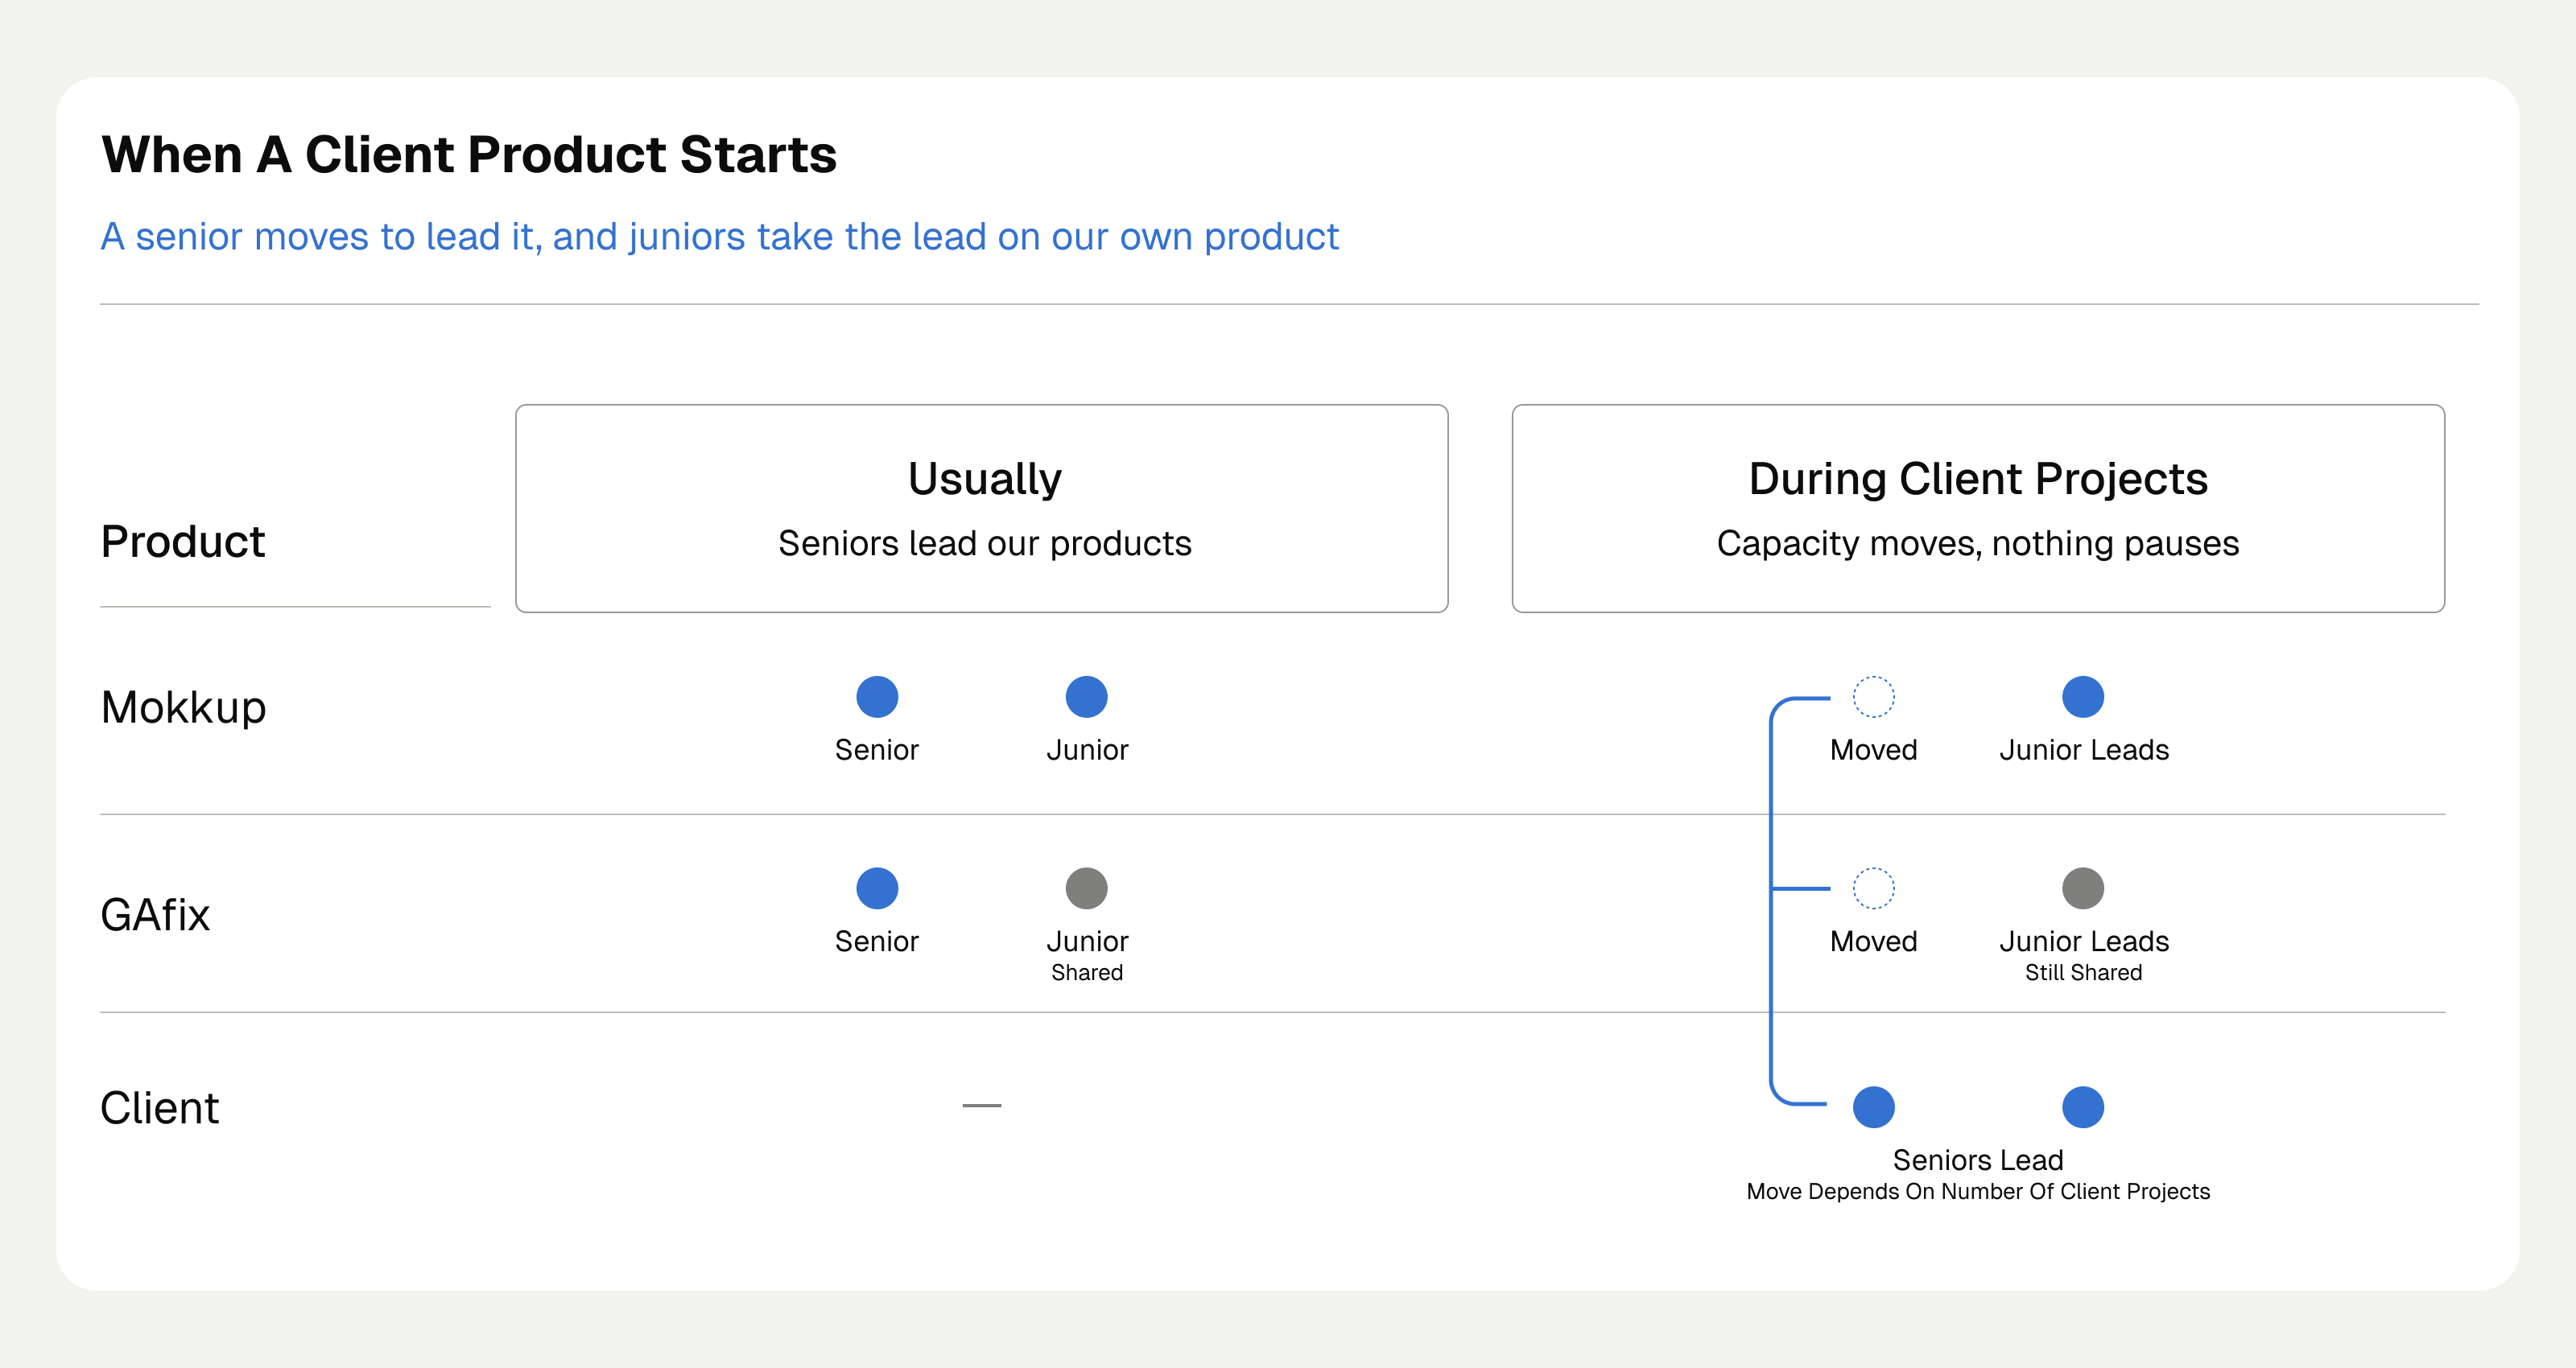 When A Client Product Starts
A senior moves to lead it, and juniors take the lead on our own product
Product
Usually
Seniors lead our products
During Client Projects
Capacity moves, nothing pauses
Mokkup
Senior
Junior
Moved
Junior Leads
GAfix
Senior
Junior
Shared
Moved
Junior Leads
Still Shared
Client
—
Seniors Lead
Move Depends On Number Of Client Projects